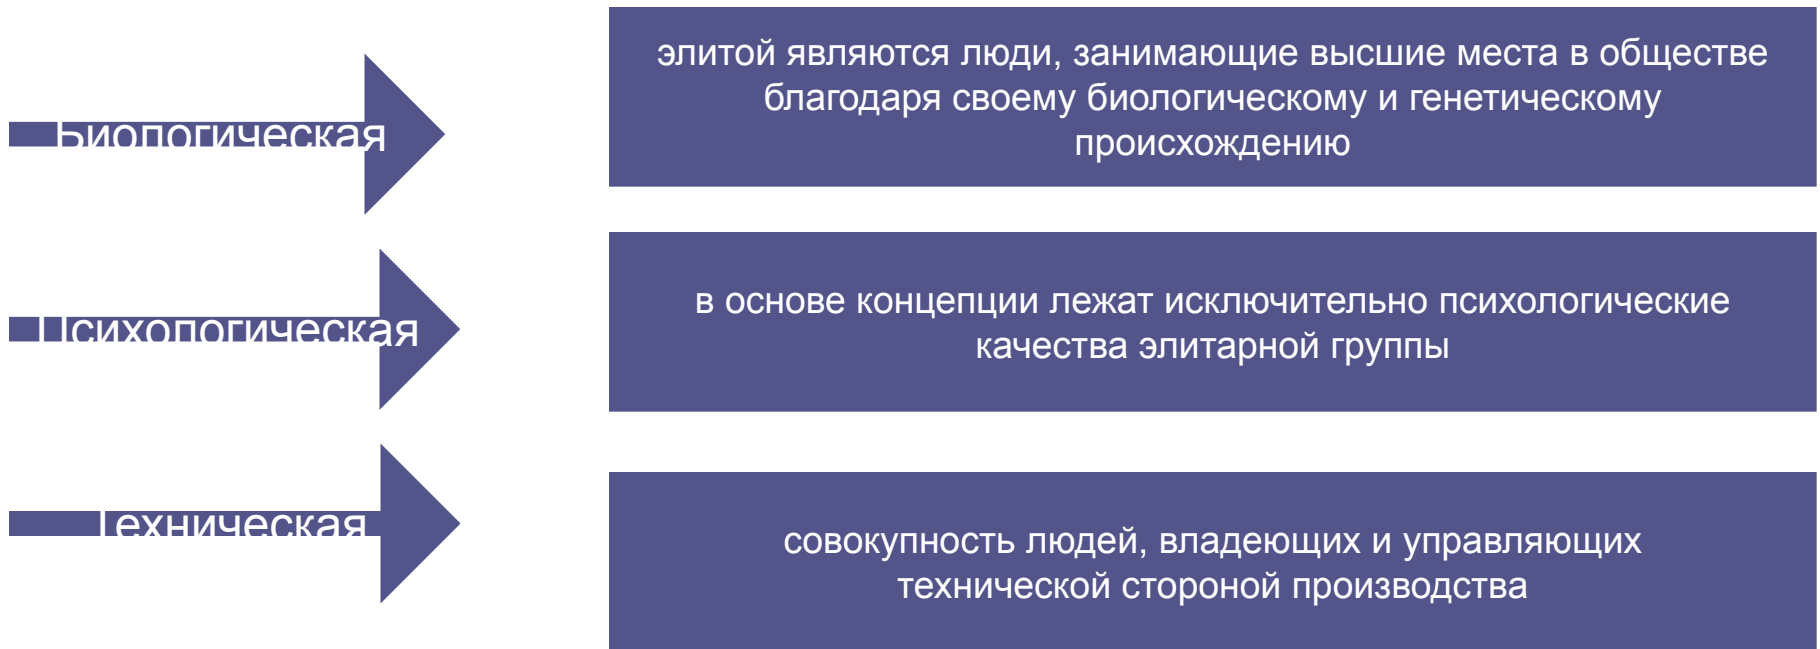 Биологическая
элитой являются люди, занимающие высшие места в обществе
благодаря своему биологическому и генетическому
происхождению
Психологическая
в основе концепции лежат исключительно психологические
качества элитарной группы
Техническая
совокупность людей, владеющих и управляющих
технической стороной производства